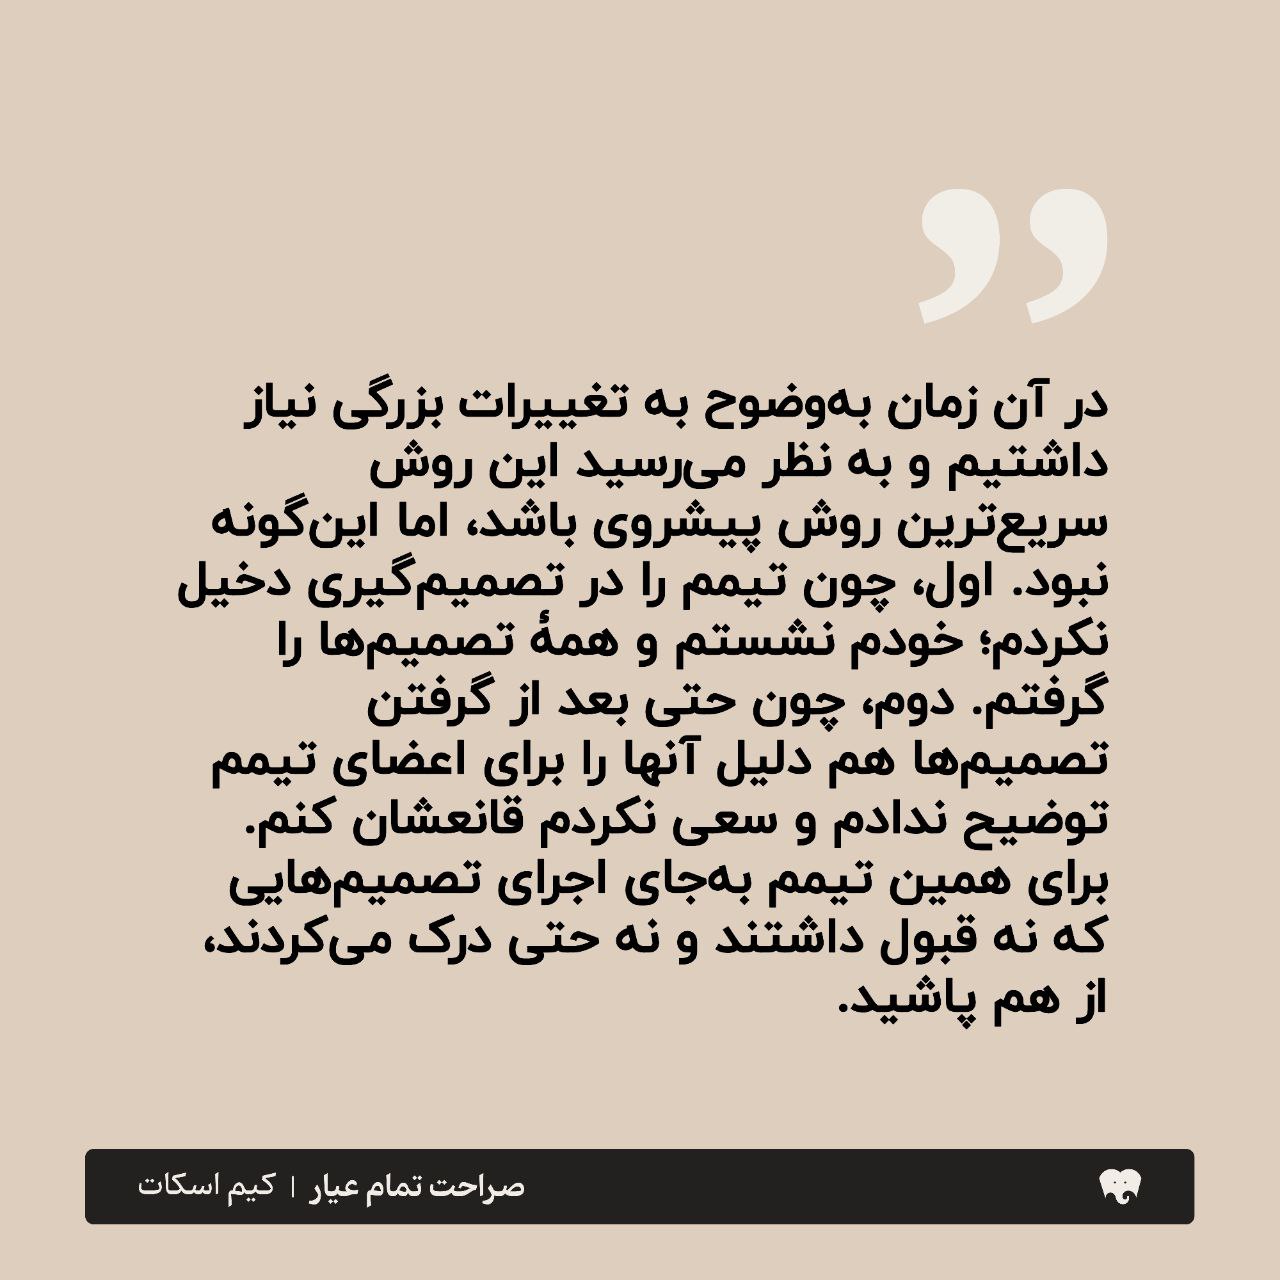 در آن زمان به‌وضوح به تغییرات بزرگی نیاز
داشتیم و به نظر می‌رسید این روش
سریع‌ترین روش پیشروی باشد، اما این‌گونه
نبود. اول، چون تیمم را در تصمیم‌گیری دخیل
نکردم؛ خودم نشستم و همهٔ تصمیم‌ها را
گرفتم. دوم، چون حتی بعد از گرفتن
تصمیم‌ها هم دلیل آنها را برای اعضای تیمم
توضیح ندادم و سعی نکردم قانعشان کنم.
برای همین تیمم به‌جای اجرای تصمیم‌هایی
که نه قبول داشتند و نه حتی درک می‌کردند،
از هم پاشید.
صراحت تمام عیار | کیم اسکات